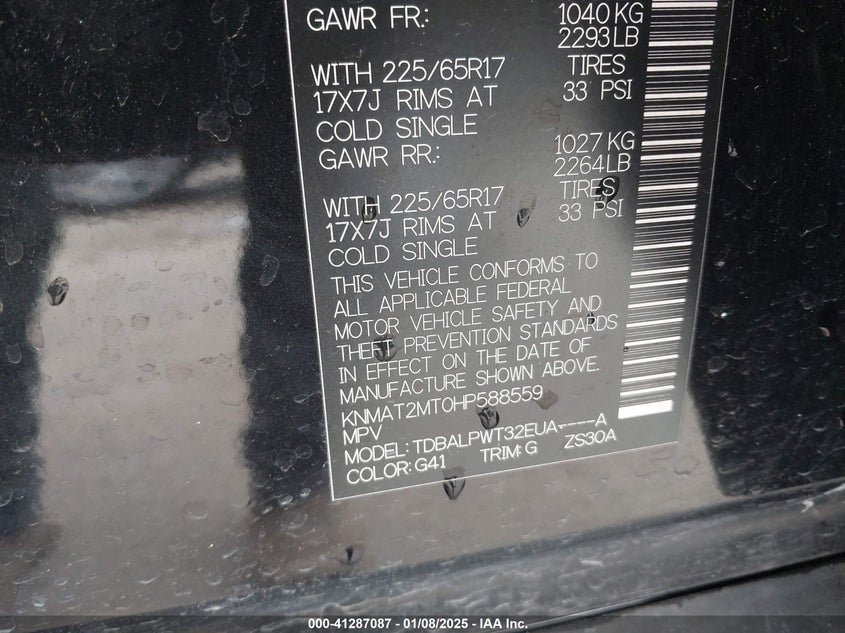 GAWR FR: 1040 KG
2293 LB
WITH 225/65R17 TIRES
17X7J RIMS AT 33 PSI
COLD SINGLE
GAWR RR: 1027 KG
2264 LB
WITH 225/65R17 TIRES
17X7J RIMS AT 33 PSI
COLD SINGLE
THIS VEHICLE CONFORMS TO
ALL APPLICABLE FEDERAL
MOTOR VEHICLE SAFETY AND
THEFT PREVENTION STANDARDS
IN EFFECT ON THE DATE OF
MANUFACTURE SHOWN ABOVE.
KNMAT2MT0HP588559
MPV
MODEL: TDBALPWT32EUA----A
COLOR: G41 TRIM: G ZS30A
000-41287087 - 01/08/2025 - IAA Inc.